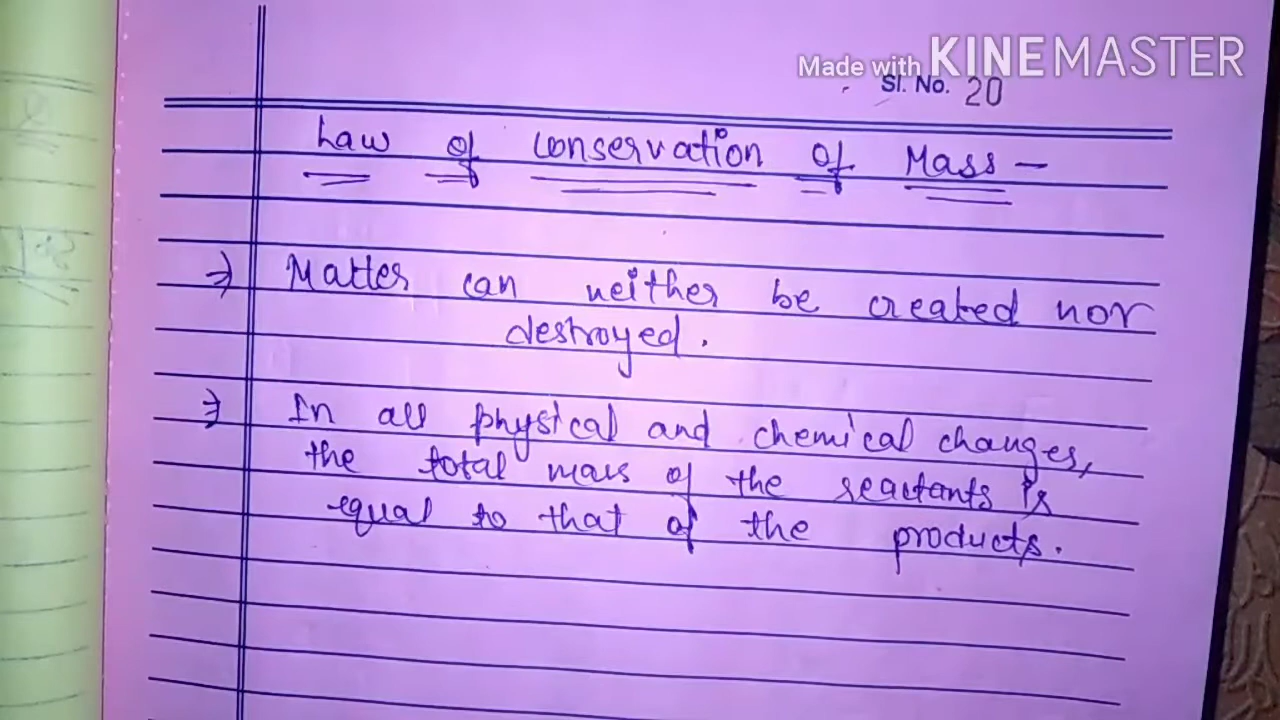 Made with KINEMASTER
Sl. No. 20
Law of Conservation of Mass –
⇒ Matter can neither be created nor
destroyed.
⇒ In all physical and chemical changes,
the total mass of the reactants is
equal to that of the products.